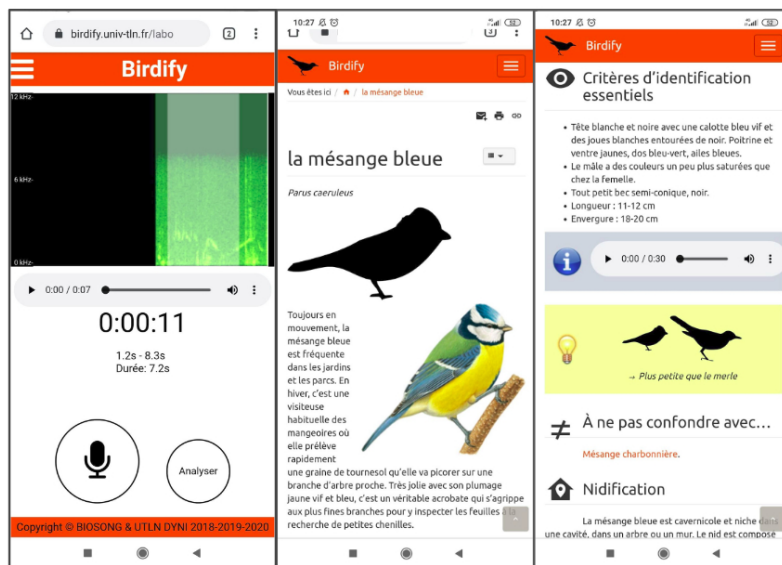 birdify.univ-tln.fr/labo
2
Birdify
12 kHz-
6 kHz-
0 kHz-
0:00 / 0:07
0:00:11
1.2s - 8.3s
Durée: 7.2s
Analyser
Copyright © BIOSONG & UTLN DYNI 2018-2019-2020
10:27
Birdify
Vous êtes ici / / la mésange bleue
la mésange bleue
Parus caeruleus
Toujours en
mouvement, la
mésange bleue
est fréquente
dans les jardins
et les parcs. En
hiver, c'est une
visiteuse
habituelle des
mangeoires où
elle prélève
rapidement
une graine de tournesol qu'elle va picorer sur une
branche d'arbre proche. Très jolie avec son plumage
jaune vif et bleu, c'est un véritable acrobate qui s'agrippe
aux plus fines branches pour y inspecter les feuilles à la
recherche de petites chenilles.
10:27
Birdify
Critères d'identification
essentiels
• Tête blanche et noire avec une calotte bleu vif et
des joues blanches entourées de noir. Poitrine et
ventre jaunes, dos bleu-vert, ailes bleues.
• Le mâle a des couleurs un peu plus saturées que
chez la femelle.
• Tout petit bec semi-conique, noir.
• Longueur : 11-12 cm
• Envergure : 18-20 cm
0:00 / 0:30
→ Plus petite que le merle
≠ À ne pas confondre avec...
Mésange charbonnière.
Nidification
La mésange bleue est cavernicole et niche dans
une cavité, dans un arbre ou un mur. Le nid est composé